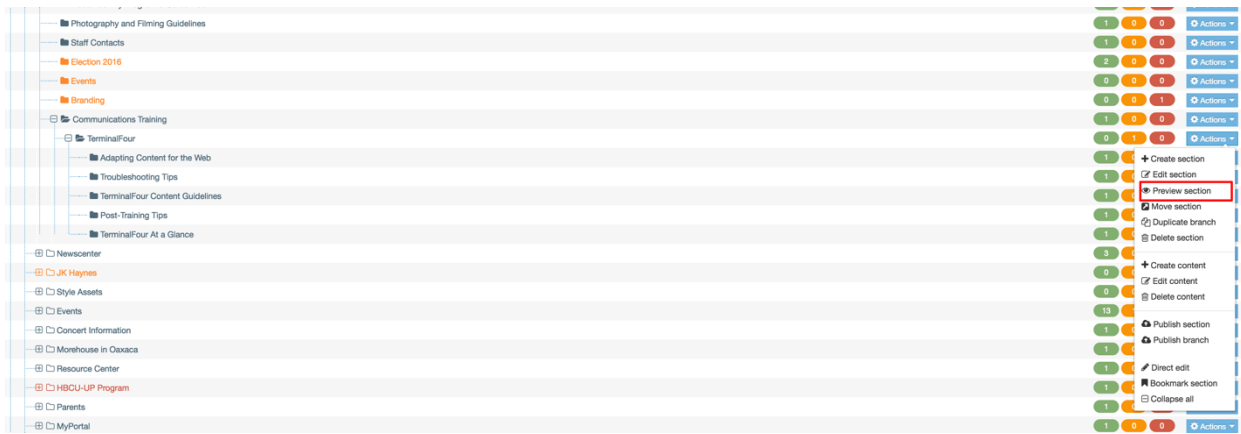 Photography and Filming Guidelines 1 0 0 Actions
Staff Contacts 1 0 0 Actions
Election 2016 2 0 0 Actions
Events 0 0 0 Actions
Branding 0 0 1 Actions
Communications Training 1 0 0 Actions
TerminalFour 0 1 0 Actions
Adapting Content for the Web 1
Troubleshooting Tips 1
TerminalFour Content Guidelines 1
Post-Training Tips 1
TerminalFour At a Glance 1
Newscenter 3
JK Haynes 0
Style Assets 0
Events 13
Concert Information 1
Morehouse in Oaxaca 1
Resource Center 1
HBCU-UP Program 1
Parents 1
MyPortal 1 0 0 Actions
Create section
Edit section
Preview section
Move section
Duplicate branch
Delete section
Create content
Edit content
Delete content
Publish section
Publish branch
Direct edit
Bookmark section
Collapse all